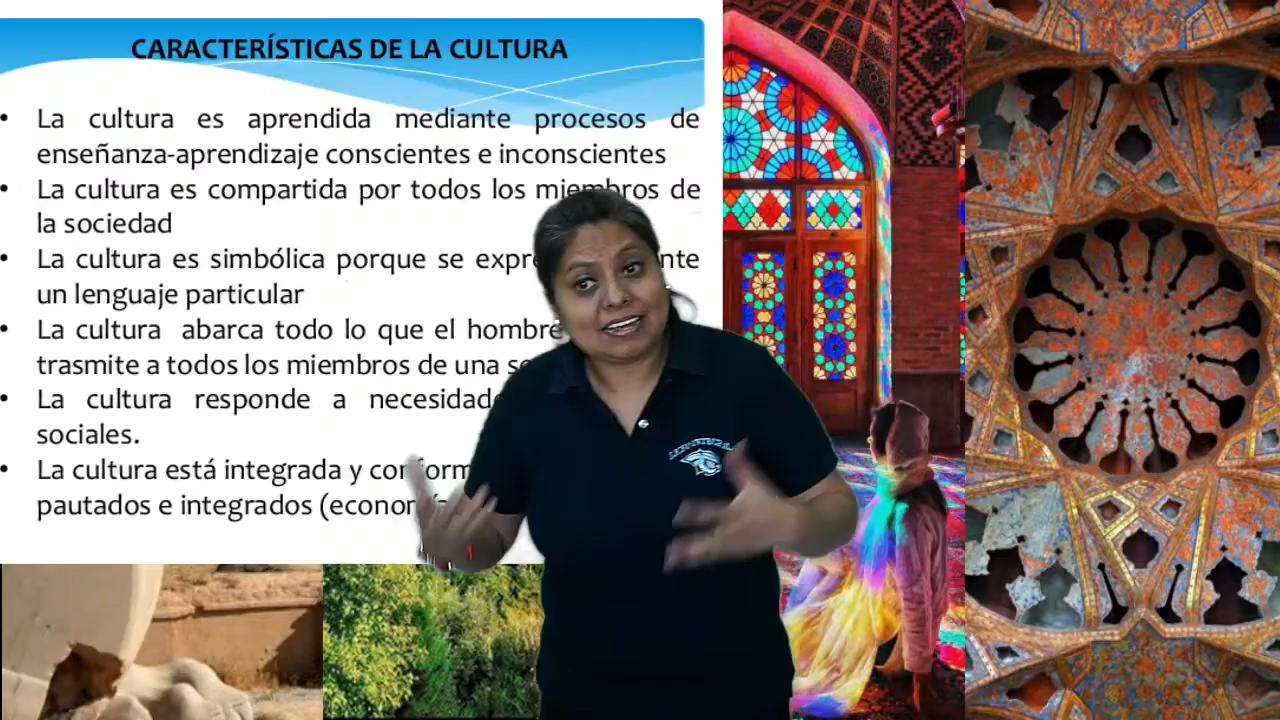 CARACTERÍSTICAS DE LA CULTURA
• La cultura es aprendida mediante procesos de
enseñanza-aprendizaje conscientes e inconscientes
• La cultura es compartida por todos los miembros de
la sociedad
• La cultura es simbólica porque se
un lenguaje particular
• La cultura abarca todo lo que el hombre
trasmite a todos los miembros de una
• La cultura responde a
sociales.
• La cultura está integrada y
pautados e integrados